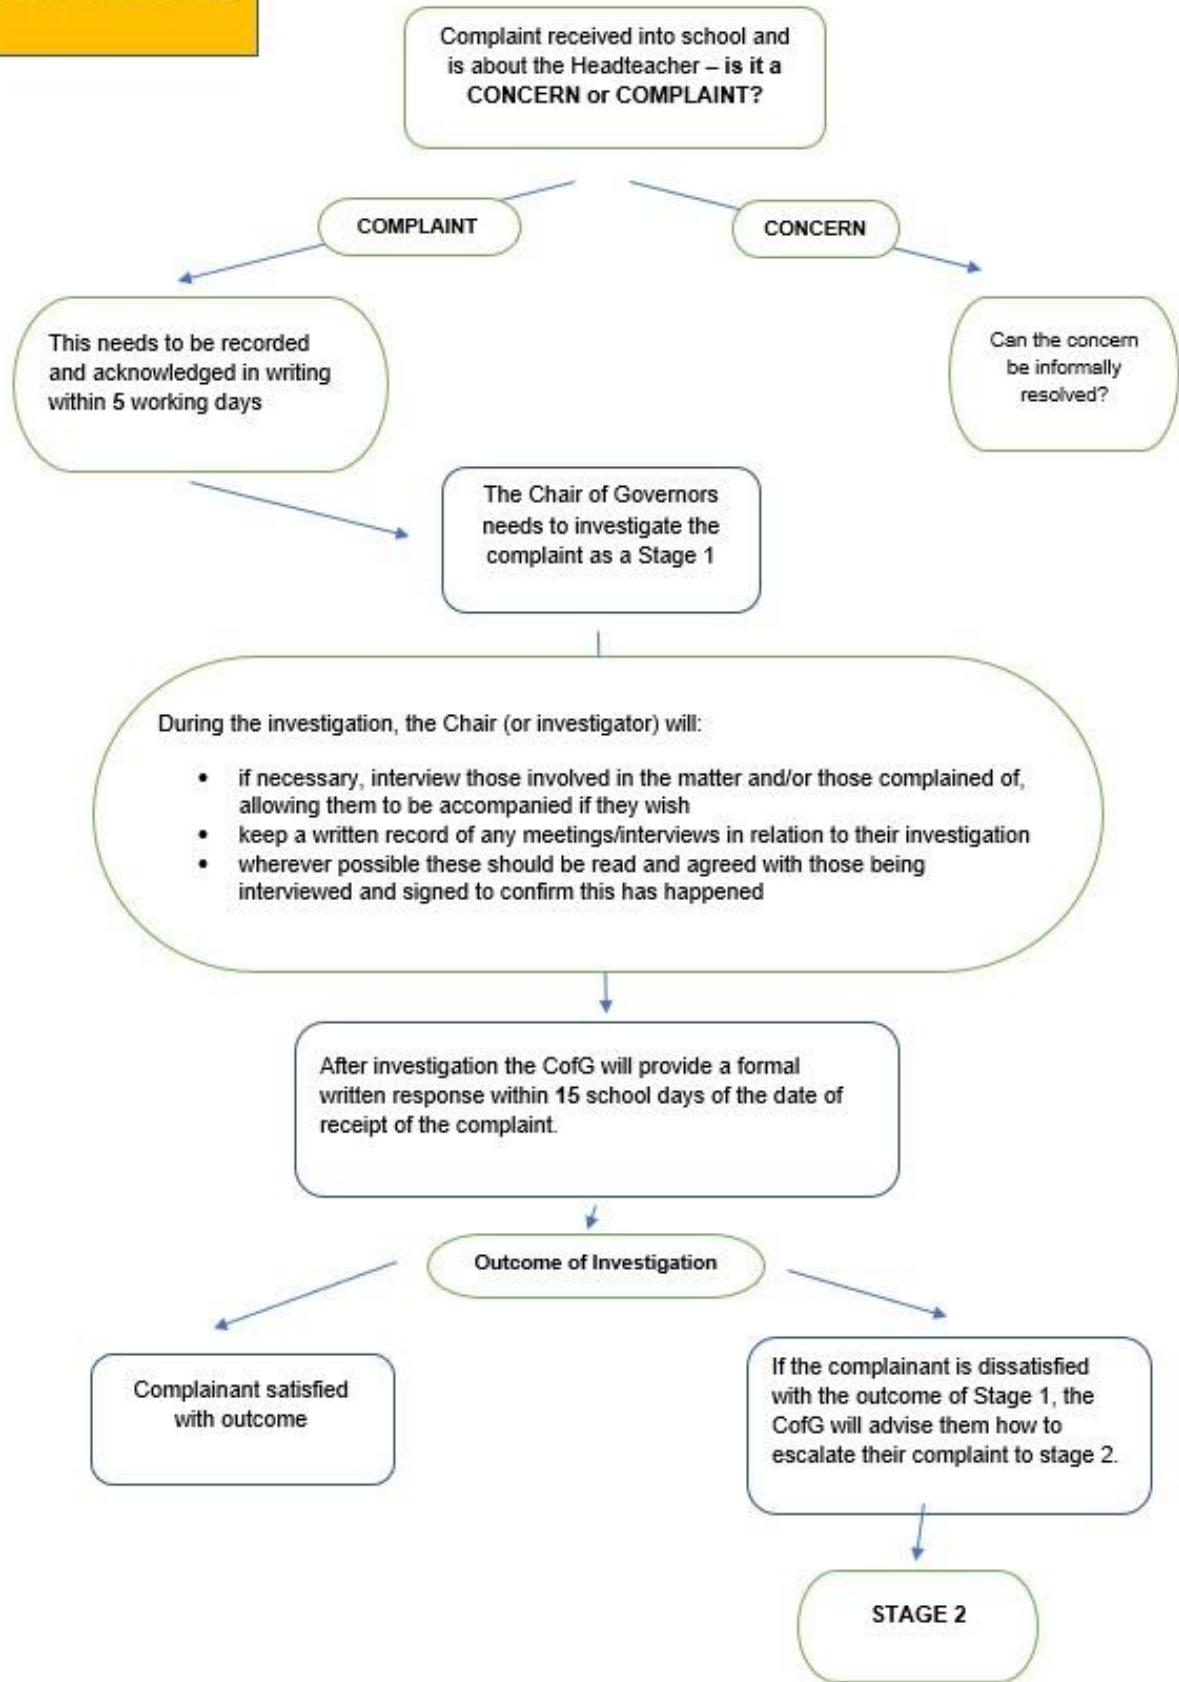 Complaint received into school and
is about the Headteacher – is it a
CONCERN or COMPLAINT?
COMPLAINT
CONCERN
This needs to be recorded
and acknowledged in writing
within 5 working days
Can the concern
be informally
resolved?
The Chair of Governors
needs to investigate the
complaint as a Stage 1
During the investigation, the Chair (or investigator) will:
• if necessary, interview those involved in the matter and/or those complained of,
allowing them to be accompanied if they wish
• keep a written record of any meetings/interviews in relation to their investigation
• wherever possible these should be read and agreed with those being
interviewed and signed to confirm this has happened
After investigation the CofG will provide a formal
written response within 15 school days of the date of
receipt of the complaint.
Outcome of Investigation
Complainant satisfied
with outcome
If the complainant is dissatisfied
with the outcome of Stage 1, the
CofG will advise them how to
escalate their complaint to stage 2.
STAGE 2